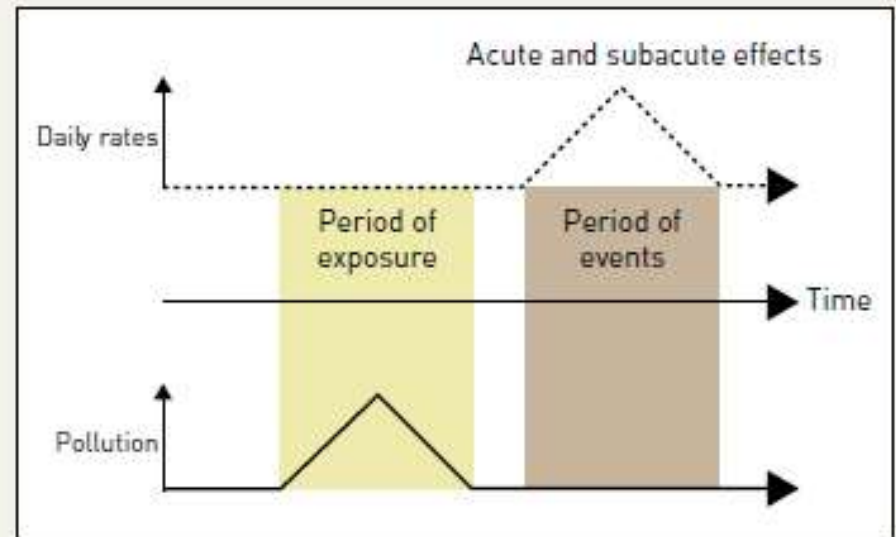 Acute and subacute effects
Daily rates
Period of
exposure
Period of
events
Time
Pollution